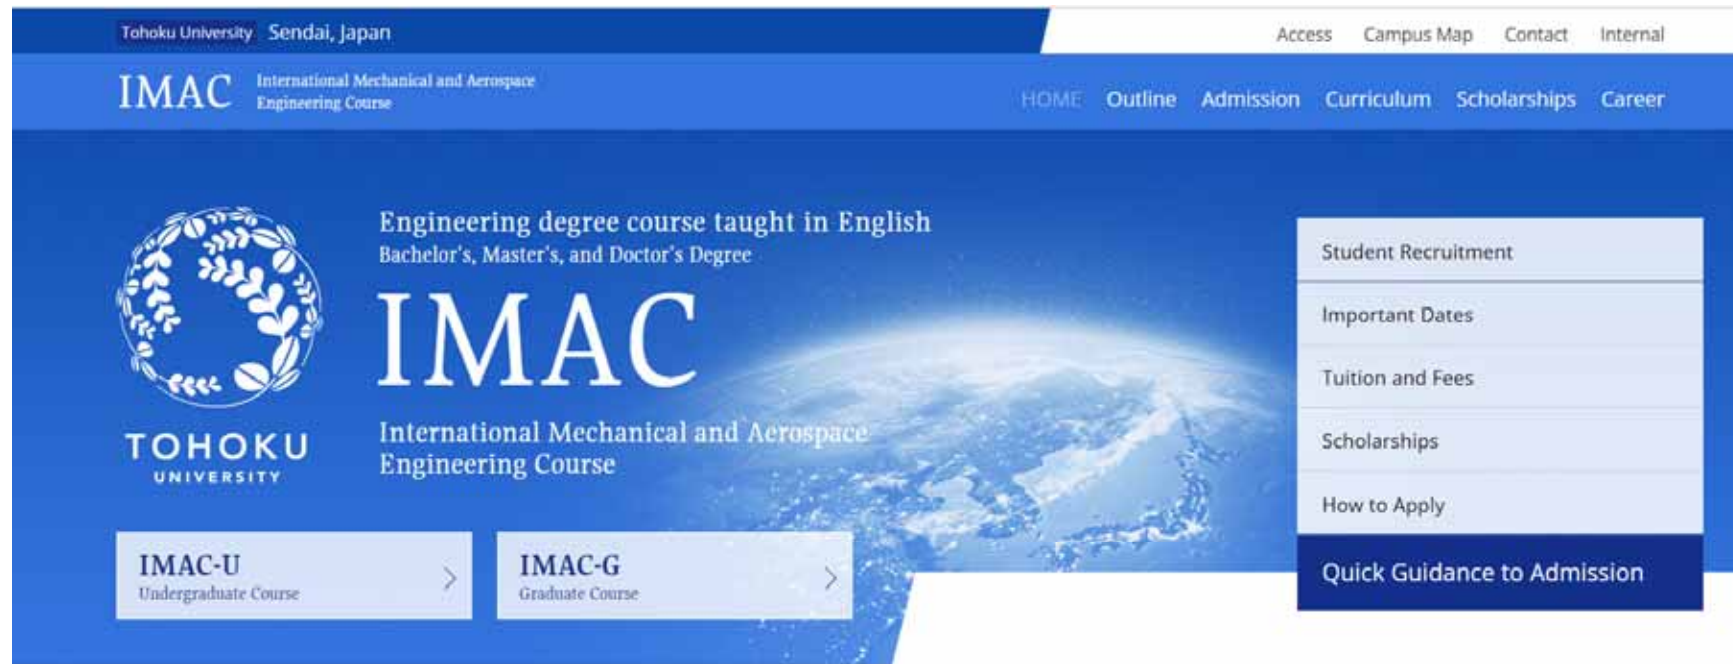 Tohoku University Sendai, Japan
Access Campus Map Contact Internal
IMAC
International Mechanical and Aerospace
Engineering Course
HOME Outline Admission Curriculum Scholarships Career
TOHOKU
UNIVERSITY
Engineering degree course taught in English
Bachelor's, Master's, and Doctor's Degree
IMAC
International Mechanical and Aerospace
Engineering Course
IMAC-U
Undergraduate Course
IMAC-G
Graduate Course
Student Recruitment
Important Dates
Tuition and Fees
Scholarships
How to Apply
Quick Guidance to Admission